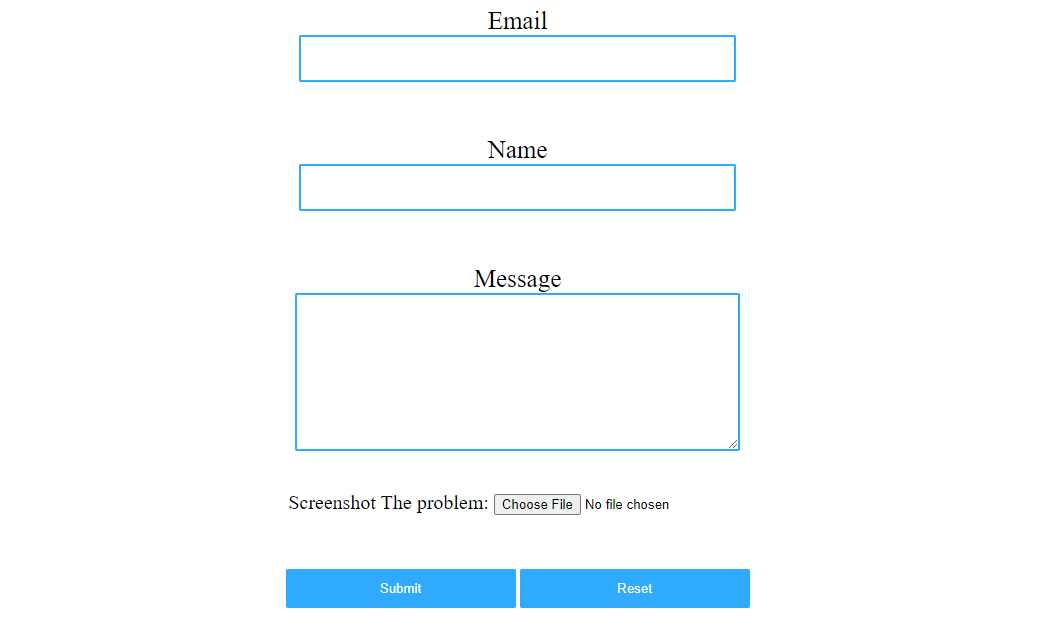 Email
Name
Message
Screenshot The problem: Choose File No file chosen
Submit Reset